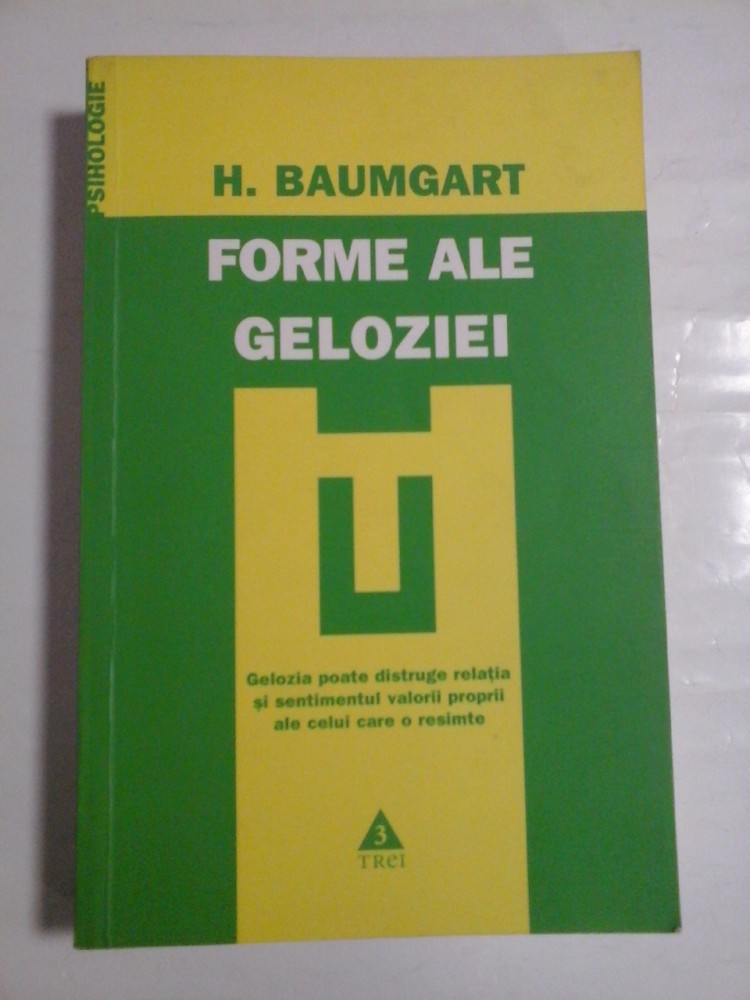 PSIHOLOGIE
H. BAUMGART
FORME ALE
GELOZIEI
Gelozia poate distruge relația
și sentimentul valorii proprii
ale celui care o resimte
3
TREI